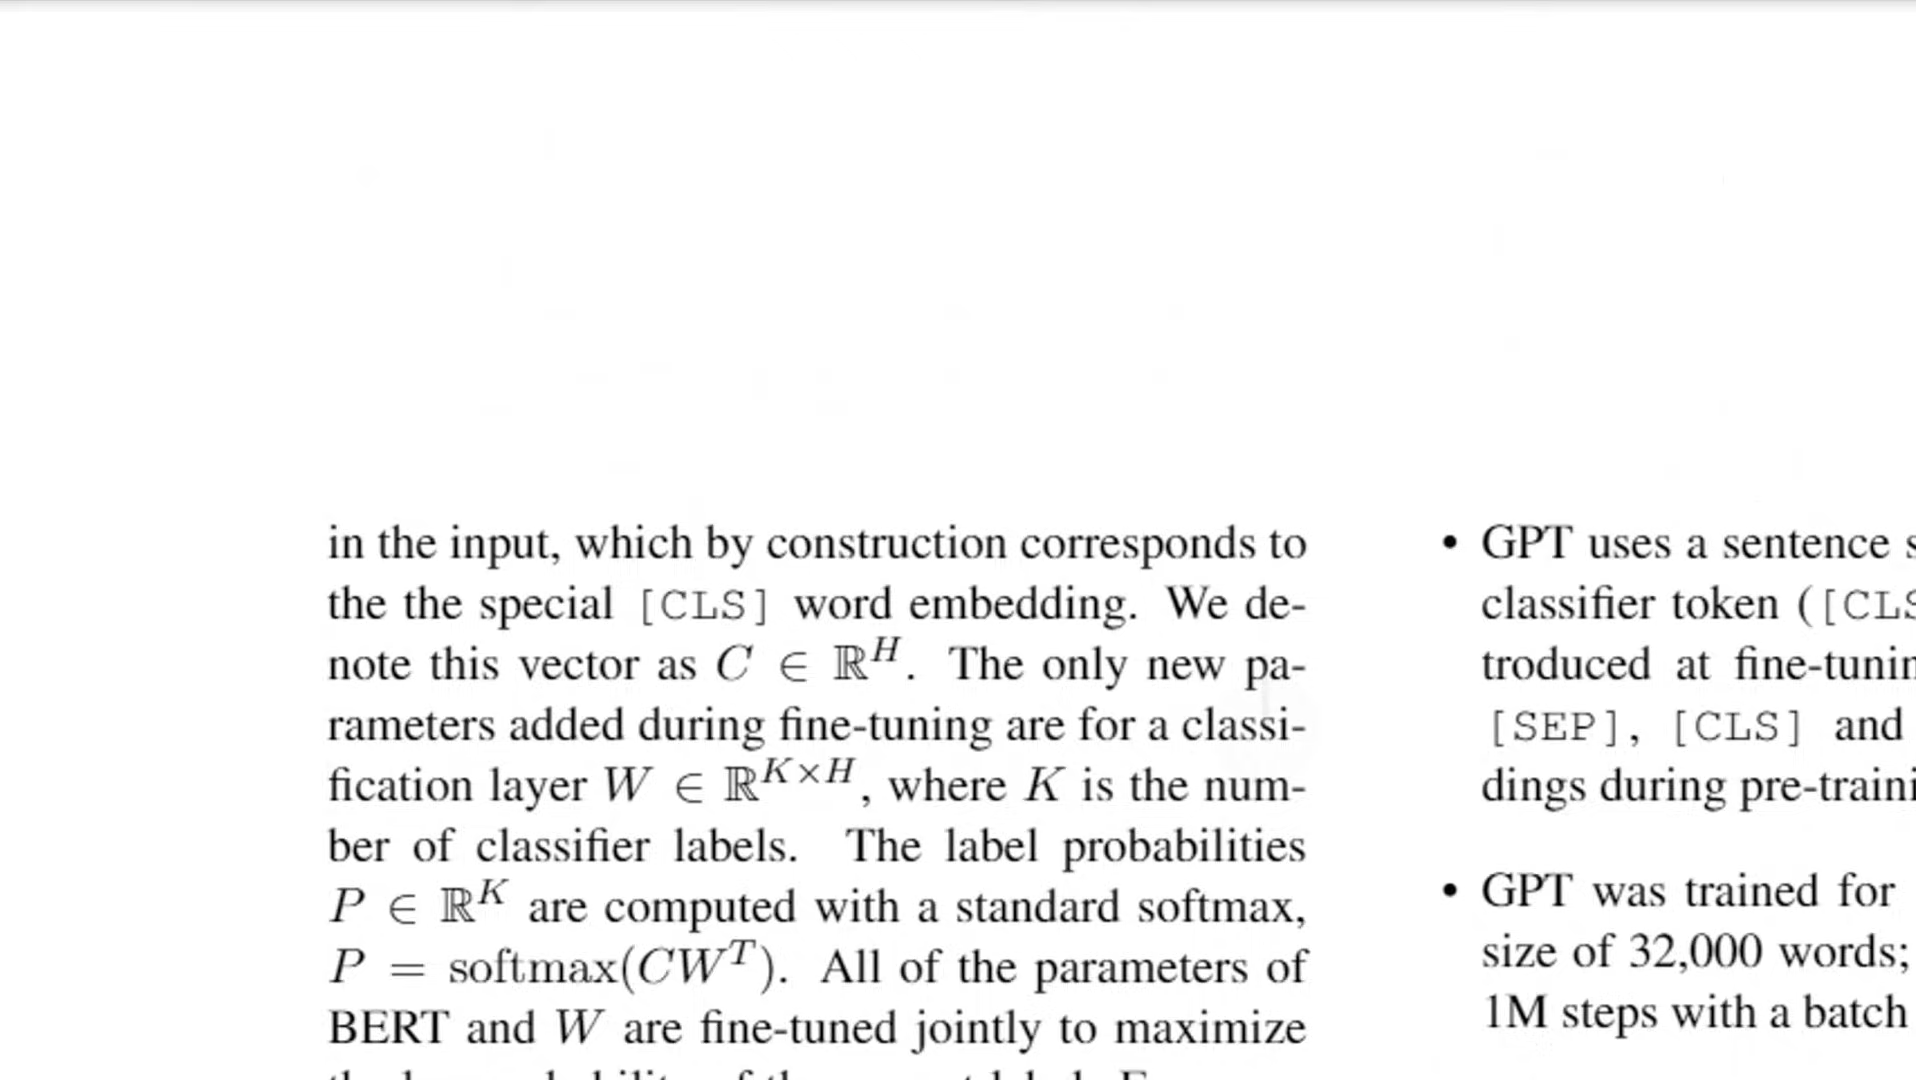 in the input, which by construction corresponds to
the the special [CLS] word embedding. We de-
note this vector as C ∈ ℝ^H. The only new pa-
rameters added during fine-tuning are for a classi-
fication layer W ∈ ℝ^{K×H}, where K is the num-
ber of classifier labels. The label probabilities
P ∈ ℝ^K are computed with a standard softmax,
P = softmax(CW^T). All of the parameters of
BERT and W are fine-tuned jointly to maximize
• GPT uses a sentence
classifier token ([CLS
troduced at fine-tunin
[SEP], [CLS] and
dings during pre-traini
• GPT was trained for
size of 32,000 words;
1M steps with a batch